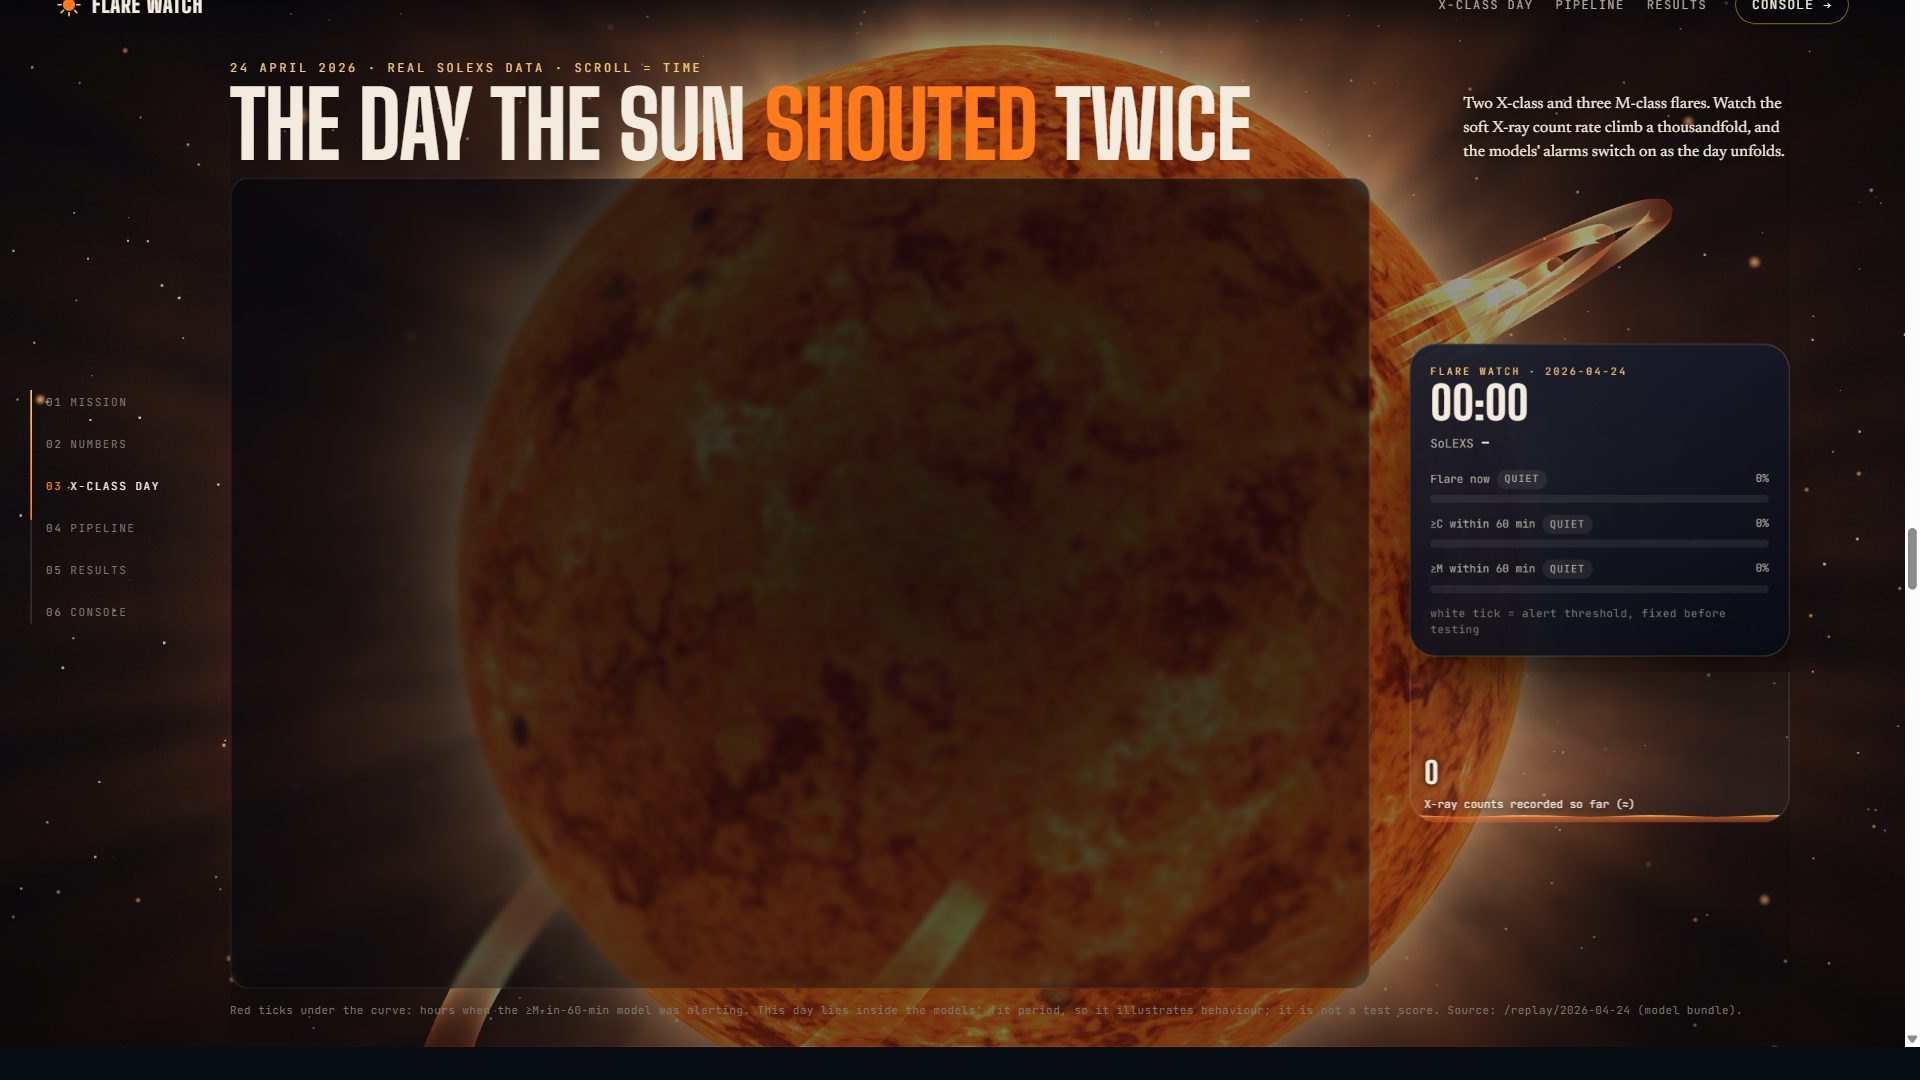 FLARE WATCH
X-CLASS DAY
PIPELINE
RESULTS
CONSOLE →
24 APRIL 2026 · REAL SOLEXS DATA · SCROLL = TIME
THE DAY THE SUN SHOUTED TWICE
Two X-class and three M-class flares. Watch the
soft X-ray count rate climb a thousandfold, and
the models' alarms switch on as the day unfolds.
01 MISSION
02 NUMBERS
03 X-CLASS DAY
04 PIPELINE
05 RESULTS
06 CONSOLE
FLARE WATCH · 2026-04-24
00:00
SoLEXS –
Flare now QUIET 0%
≥C within 60 min QUIET 0%
≥M within 60 min QUIET 0%
white tick = alert threshold, fixed before
testing
0
X-ray counts recorded so far (≈)
Red ticks under the curve: hours when the ≥M-in-60-min model was alerting. This day lies inside the models' fit period, so it illustrates behaviour; it is not a test score. Source: /replay/2026-04-24 (model bundle).